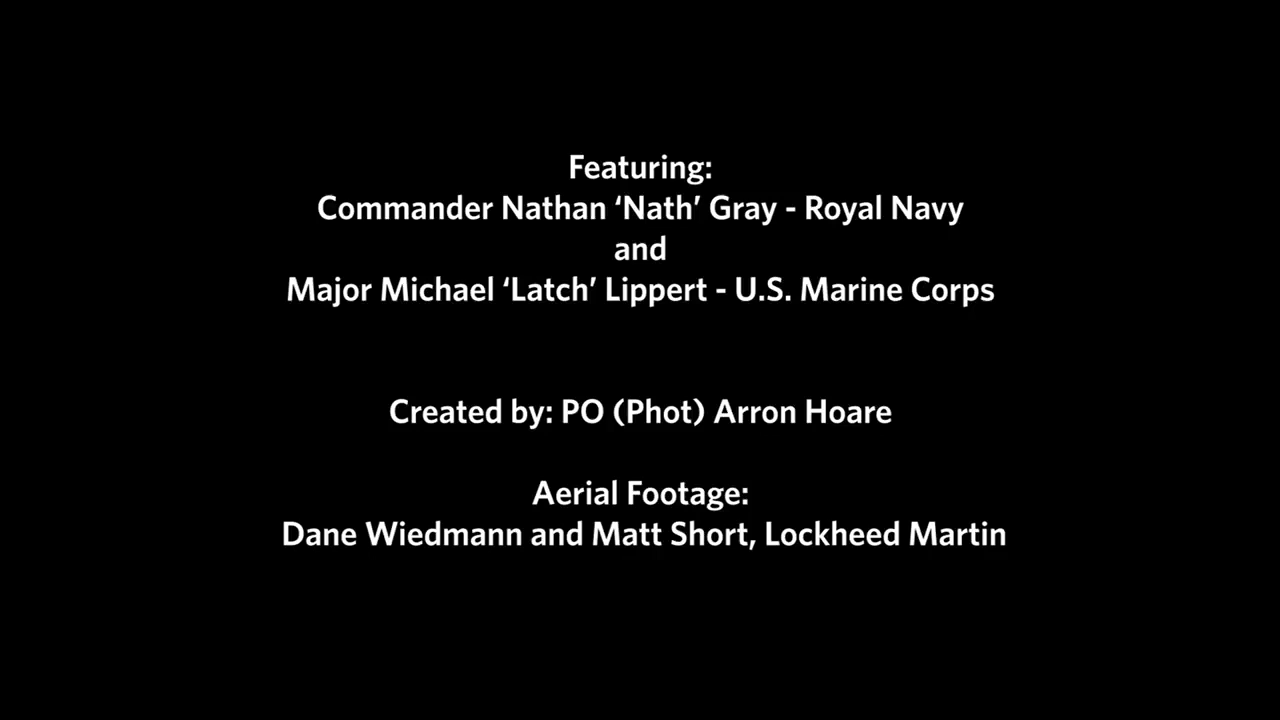 Featuring:
Commander Nathan ‘Nath’ Gray - Royal Navy
and
Major Michael ‘Latch’ Lippert - U.S. Marine Corps
Created by: PO (Phot) Arron Hoare
Aerial Footage:
Dane Wiedmann and Matt Short, Lockheed Martin